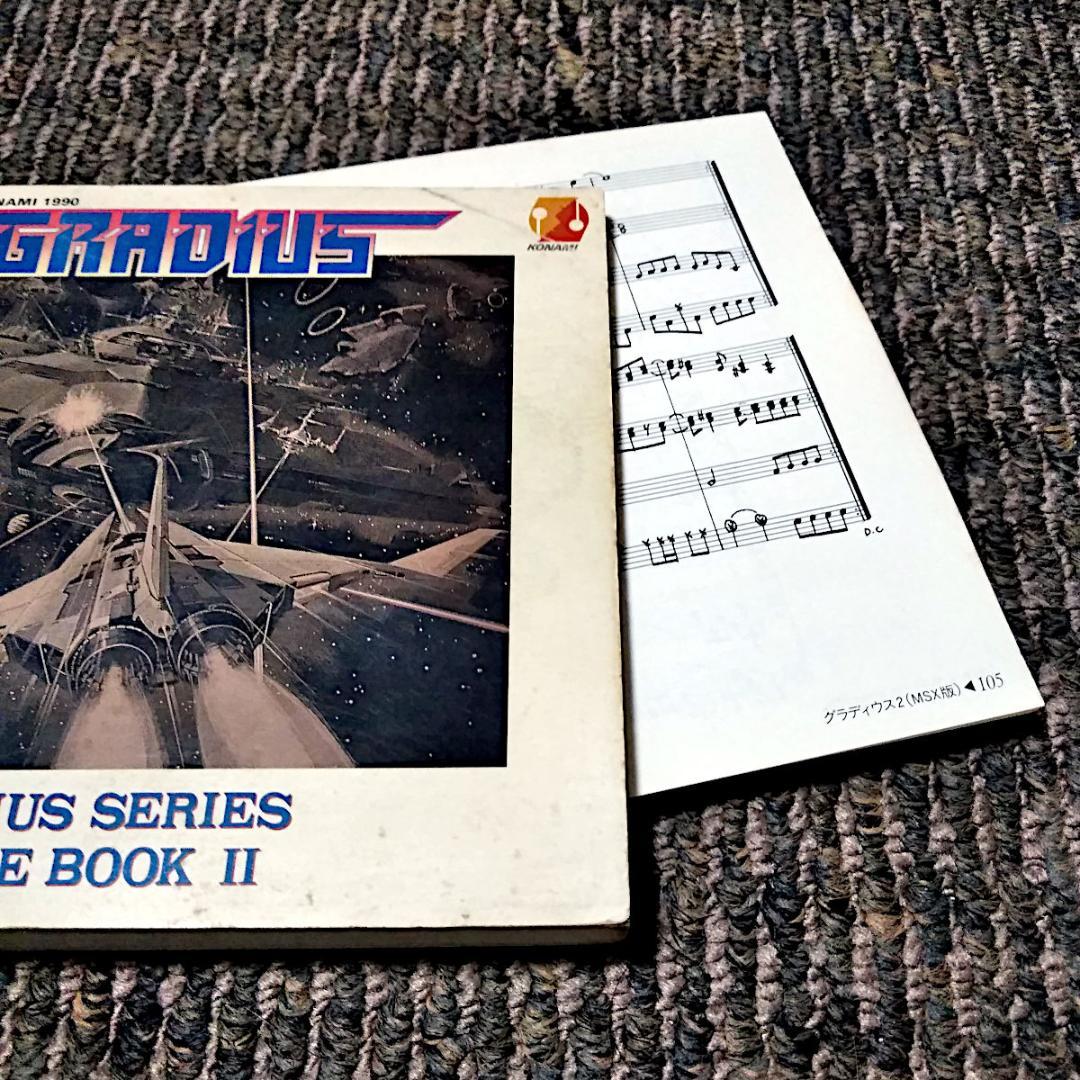 NAMI 1990
GRADIUS
KONAMI
IUS SERIES
E BOOK II
8
D.C
グラディウス2(MSX版)◀105